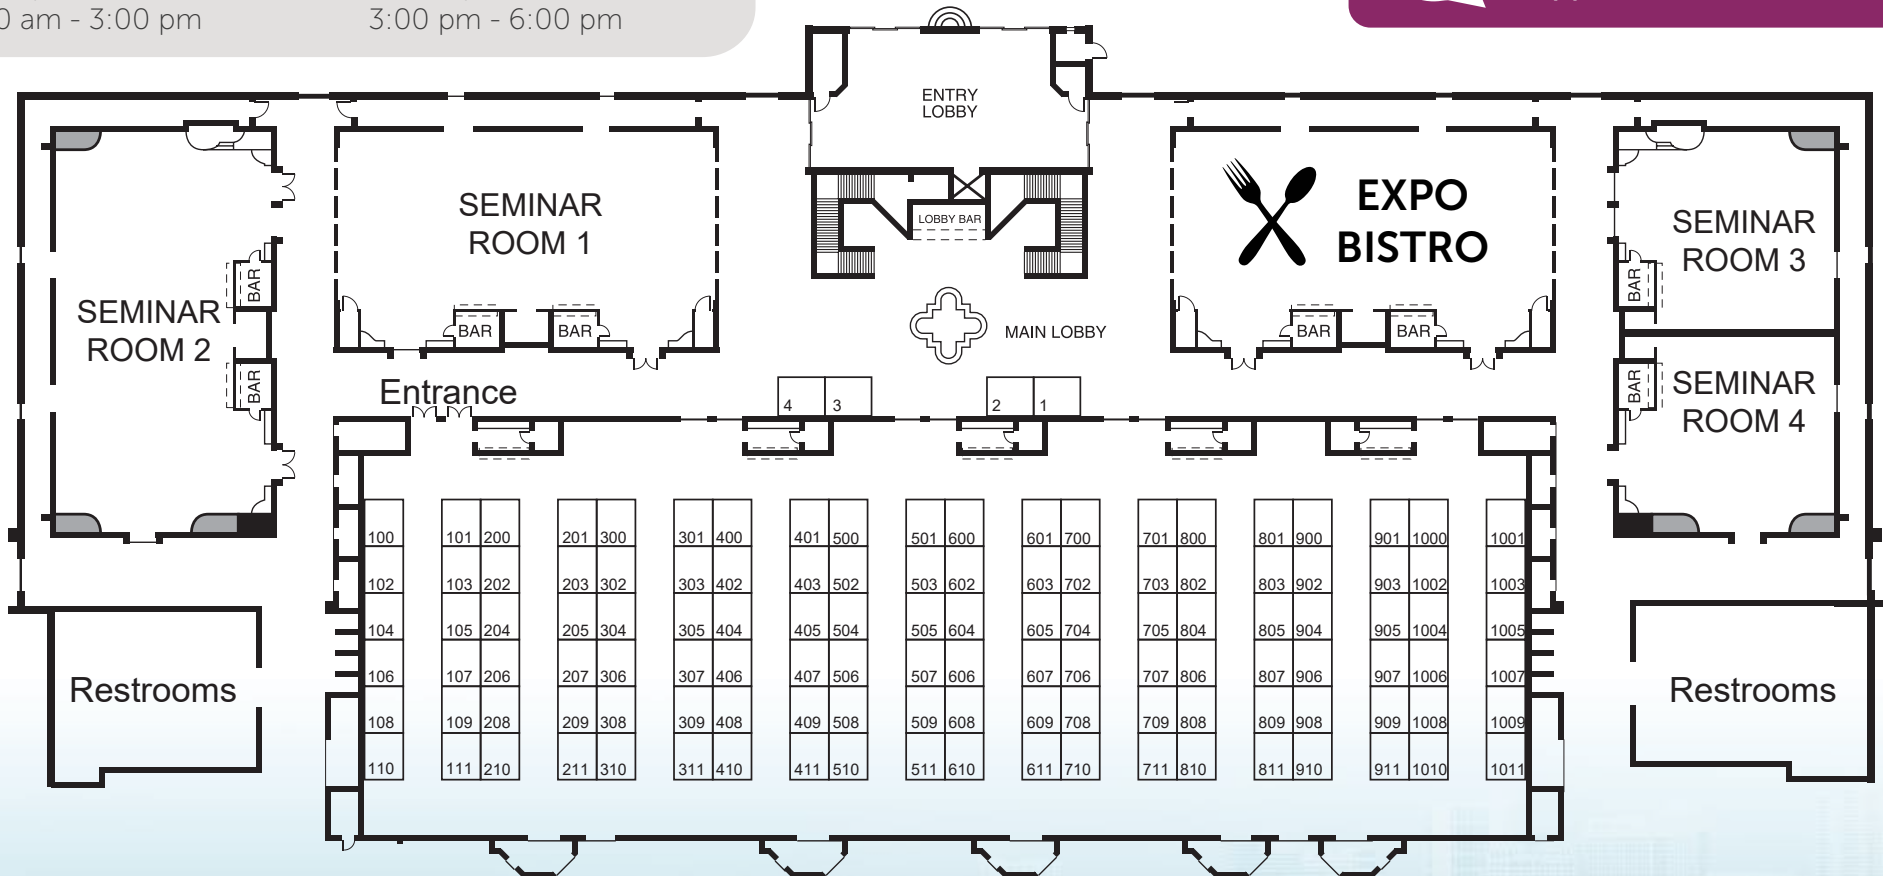 0 am - 3:00 pm
3:00 pm - 6:00 pm
ENTRY
LOBBY
LOBBY BAR
MAIN LOBBY
SEMINAR
ROOM 1
BAR
BAR
SEMINAR
ROOM 2
BAR
BAR
EXPO
BISTRO
BAR
BAR
SEMINAR
ROOM 3
BAR
SEMINAR
ROOM 4
BAR
Entrance
4 3 2 1
100 101 200 201 300 301 400 401 500 501 600 601 700 701 800 801 900 901 1000 1001
102 103 202 203 302 303 402 403 502 503 602 603 702 703 802 803 902 903 1002 1003
104 105 204 205 304 305 404 405 504 505 604 605 704 705 804 805 904 905 1004 1005
106 107 206 207 306 307 406 407 506 507 606 607 706 707 806 807 906 907 1006 1007
108 109 208 209 308 309 408 409 508 509 608 609 708 709 808 809 908 909 1008 1009
110 111 210 211 310 311 410 411 510 511 610 611 710 711 810 811 910 911 1010 1011
Restrooms
Restrooms